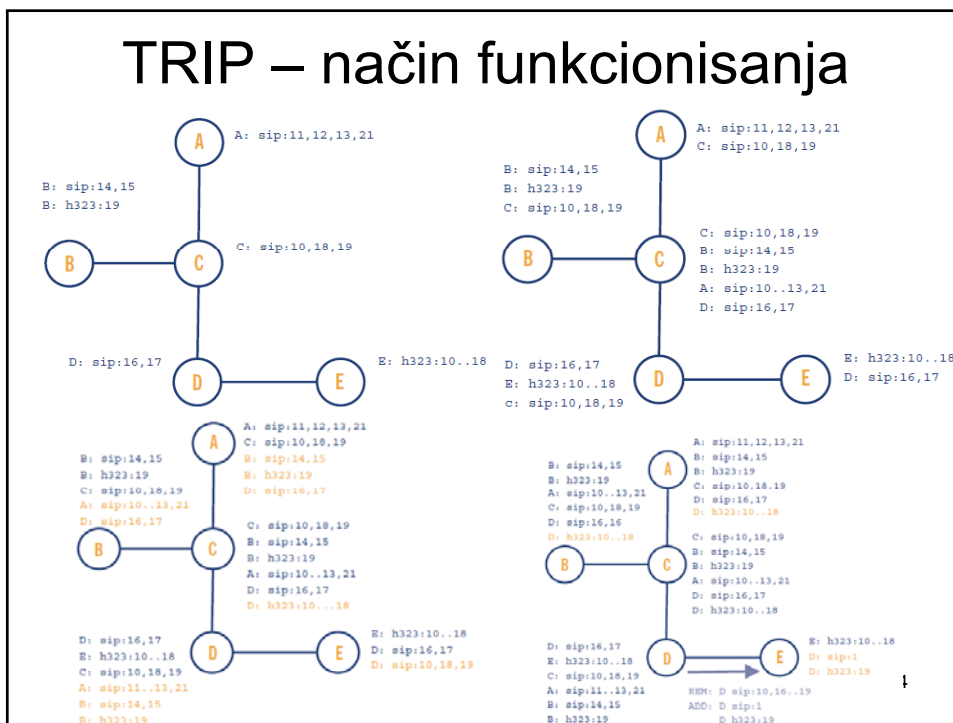 TRIP – način funkcionisanja
A
A: sip:11,12,13,21
B: sip:14,15
B: h323:19
B
C
C: sip:10,18,19
D: sip:16,17
D
E
E: h323:10..18
A
A: sip:11,12,13,21
C: sip:10,18,19
B: sip:14,15
B: h323:19
C: sip:10,18,19
B
C
C: sip:10,18,19
B: sip:14,15
B: h323:19
A: sip:10..13,21
D: sip:16,17
D: sip:16,17
E: h323:10..18
c: sip:10,18,19
D
E
E: h323:10..18
D: sip:16,17
A
A: sip:11,12,13,21
C: sip:10,18,19
B: sip:14,15
B: h323:19
D: sip:16,17
B: sip:14,15
B: h323:19
C: sip:10,18,19
A: sip:10..13,21
D: sip:16,17
B
C
C: sip:10,18,19
B: sip:14,15
B: h323:19
A: sip:10..13,21
D: sip:16,17
D: h323:10...18
D: sip:16,17
E: h323:10..18
C: sip:10,18,19
A: sip:11..13,21
B: sip:14,15
B: h323:19
D
E
E: h323:10..18
D: sip:16,17
D: sip:10,18,19
A
A: sip:11,12,13,21
B: sip:14,15
B: h323:19
C: sip:10,18,19
D: sip:16,17
D: h323:10..18
B: sip:14,15
B: h323:19
A: sip:10..13,21
C: sip:10,18,19
D: sip:16,16
D: h323:10..18
B
C
C: sip:10,18,19
B: sip:14,15
B: h323:19
A: sip:10..13,21
D: sip:16,17
D: h323:10..18
D: sip:16,17
E: h323:10..18
C: sip:10,18,19
A: sip:11..13,21
B: sip:14,15
B: h323:19
D
E
E: h323:10..18
D: sip:1
D: h323:19
REM: D sip:10,16..19
ADD: D sip:1
D h323:19